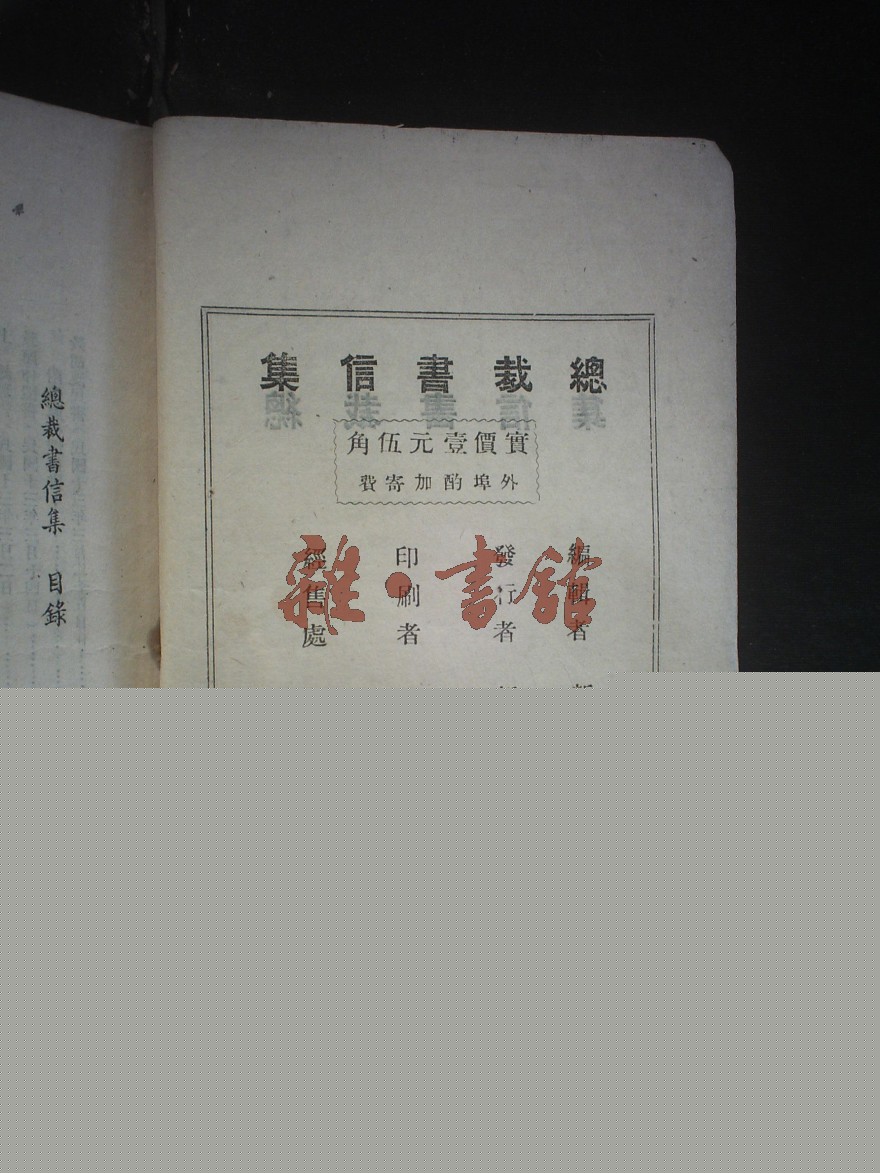 總裁書信集
實價壹元伍角
外埠酌加寄費
編輯者
發行者
印刷者
經售處
雜·書館
總裁書信集 目錄